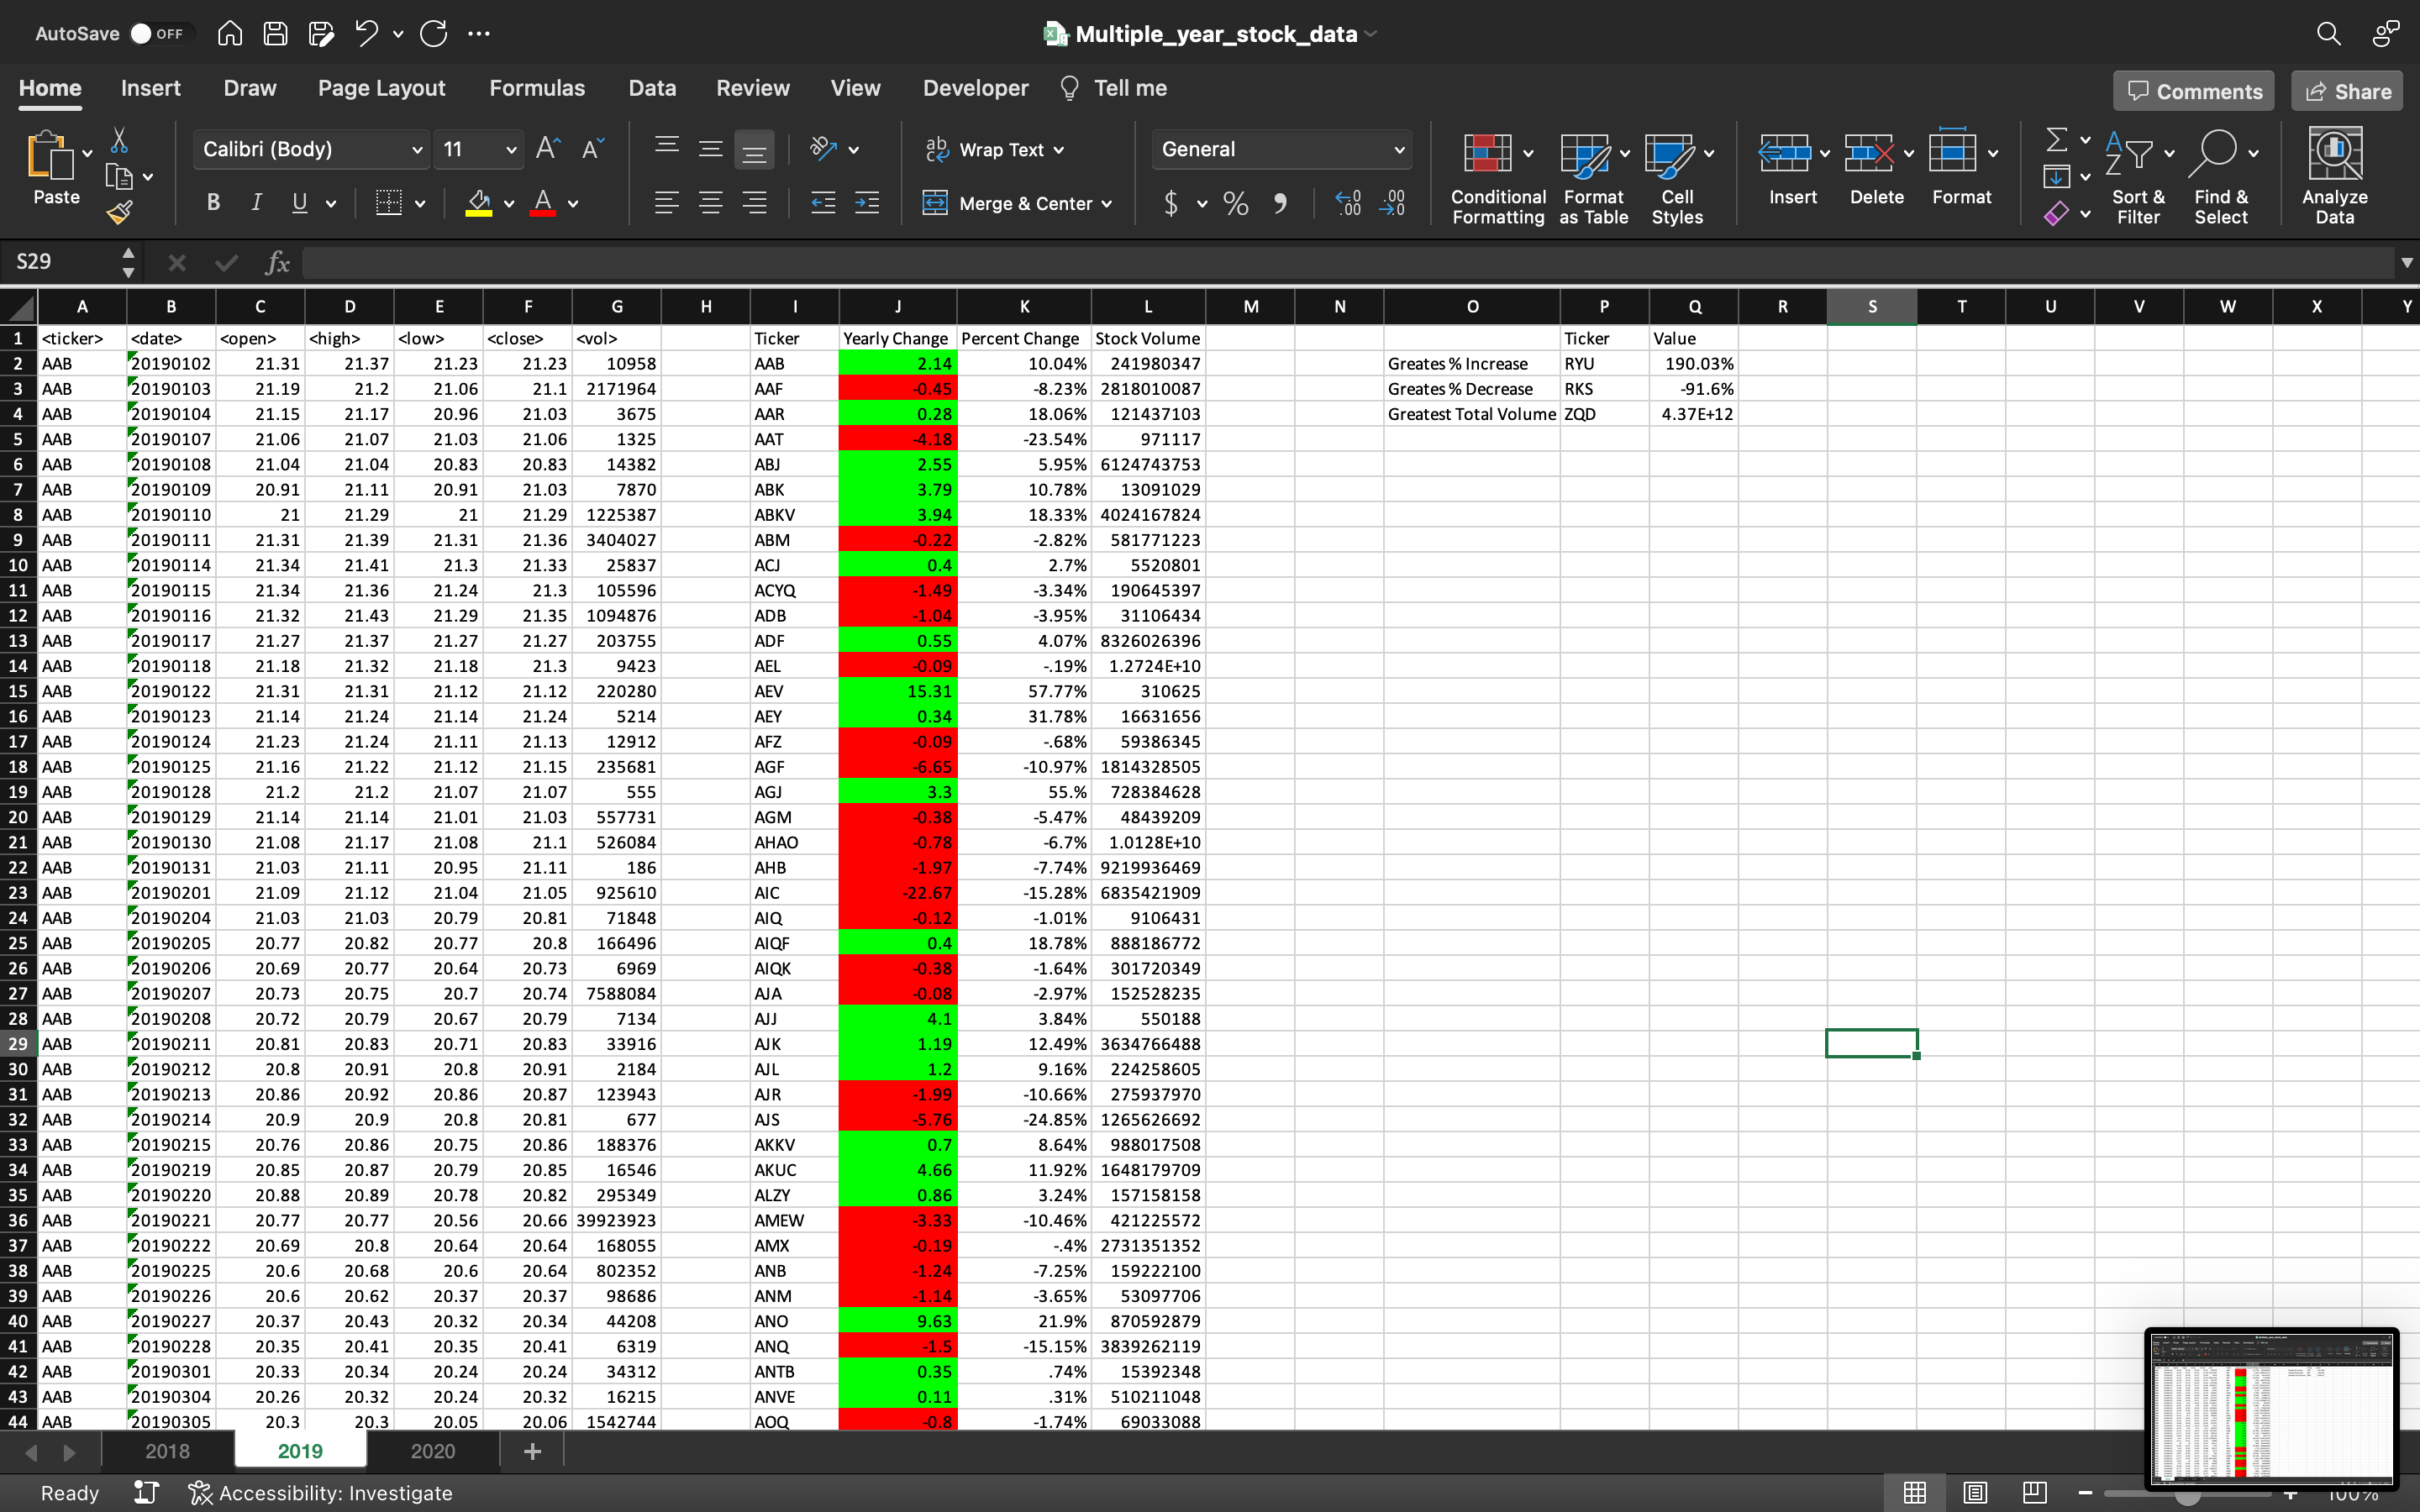 AutoSave OFF Multiple_year_stock_data
Home Insert Draw Page Layout Formulas Data Review View Developer Tell me Comments Share
Calibri (Body) 11 Wrap Text General
Paste Merge & Center Conditional Formatting Format as Table Cell Styles Insert Delete Format Sort & Filter Find & Select Analyze Data
S29 fx
A B C D E F G H I J K L M N O P Q R S T U V W X Y
1 <ticker> <date> <open> <high> <low> <close> <vol> Ticker Yearly Change Percent Change Stock Volume Ticker Value
2 AAB 20190102 21.31 21.37 21.23 21.23 10958 AAB 2.14 10.04% 241980347 Greates % Increase RYU 190.03%
3 AAB 20190103 21.19 21.2 21.06 21.1 2171964 AAF -0.45 -8.23% 2818010087 Greates % Decrease RKS -91.6%
4 AAB 20190104 21.15 21.17 20.96 21.03 3675 AAR 0.28 18.06% 121437103 Greatest Total Volume ZQD 4.37E+12
5 AAB 20190107 21.06 21.07 21.03 21.06 1325 AAT -4.18 -23.54% 971117
6 AAB 20190108 21.04 21.04 20.83 20.83 14382 ABJ 2.55 5.95% 6124743753
7 AAB 20190109 20.91 21.11 20.91 21.03 7870 ABK 3.79 10.78% 13091029
8 AAB 20190110 21 21.29 21 21.29 1225387 ABKV 3.94 18.33% 4024167824
9 AAB 20190111 21.31 21.39 21.31 21.36 3404027 ABM -0.22 -2.82% 581771223
10 AAB 20190114 21.34 21.41 21.3 21.33 25837 ACJ 0.4 2.7% 5520801
11 AAB 20190115 21.34 21.36 21.24 21.3 105596 ACYQ -1.49 -3.34% 190645397
12 AAB 20190116 21.32 21.43 21.29 21.35 1094876 ADB -1.04 -3.95% 31106434
13 AAB 20190117 21.27 21.37 21.27 21.27 203755 ADF 0.55 4.07% 8326026396
14 AAB 20190118 21.18 21.32 21.18 21.3 9423 AEL -0.09 -.19% 1.2724E+10
15 AAB 20190122 21.31 21.31 21.12 21.12 220280 AEV 15.31 57.77% 310625
16 AAB 20190123 21.14 21.24 21.14 21.24 5214 AEY 0.34 31.78% 16631656
17 AAB 20190124 21.23 21.24 21.11 21.13 12912 AFZ -0.09 -.68% 59386345
18 AAB 20190125 21.16 21.22 21.12 21.15 235681 AGF -6.65 -10.97% 1814328505
19 AAB 20190128 21.2 21.2 21.07 21.07 555 AGJ 3.3 55.% 728384628
20 AAB 20190129 21.14 21.14 21.01 21.03 557731 AGM -0.38 -5.47% 48439209
21 AAB 20190130 21.08 21.17 21.08 21.1 526084 AHAO -0.78 -6.7% 1.0128E+10
22 AAB 20190131 21.03 21.11 20.95 21.11 186 AHB -1.97 -7.74% 9219936469
23 AAB 20190201 21.09 21.12 21.04 21.05 925610 AIC -22.67 -15.28% 6835421909
24 AAB 20190204 21.03 21.03 20.79 20.81 71848 AIQ -0.12 -1.01% 9106431
25 AAB 20190205 20.77 20.82 20.77 20.8 166496 AIQF 0.4 18.78% 888186772
26 AAB 20190206 20.69 20.77 20.64 20.73 6969 AIQK -0.38 -1.64% 301720349
27 AAB 20190207 20.73 20.75 20.7 20.74 7588084 AJA -0.08 -2.97% 152528235
28 AAB 20190208 20.72 20.79 20.67 20.79 7134 AJJ 4.1 3.84% 550188
29 AAB 20190211 20.81 20.83 20.71 20.83 33916 AJK 1.19 12.49% 3634766488
30 AAB 20190212 20.8 20.91 20.8 20.91 2184 AJL 1.2 9.16% 224258605
31 AAB 20190213 20.86 20.92 20.86 20.87 123943 AJR -1.99 -10.66% 275937970
32 AAB 20190214 20.9 20.9 20.8 20.81 677 AJS -5.76 -24.85% 1265626692
33 AAB 20190215 20.76 20.86 20.75 20.86 188376 AKKV 0.7 8.64% 988017508
34 AAB 20190219 20.85 20.87 20.79 20.85 16546 AKUC 4.66 11.92% 1648179709
35 AAB 20190220 20.88 20.89 20.78 20.82 295349 ALZY 0.86 3.24% 157158158
36 AAB 20190221 20.77 20.77 20.56 20.66 39923923 AMEW -3.33 -10.46% 421225572
37 AAB 20190222 20.69 20.8 20.64 20.64 168055 AMX -0.19 -.4% 2731351352
38 AAB 20190225 20.6 20.68 20.6 20.64 802352 ANB -1.24 -7.25% 159222100
39 AAB 20190226 20.6 20.62 20.37 20.37 98686 ANM -1.14 -3.65% 53097706
40 AAB 20190227 20.37 20.43 20.32 20.34 44208 ANO 9.63 21.9% 870592879
41 AAB 20190228 20.35 20.41 20.35 20.41 6319 ANQ -1.5 -15.15% 3839262119
42 AAB 20190301 20.33 20.34 20.24 20.24 34312 ANTB 0.35 .74% 15392348
43 AAB 20190304 20.26 20.32 20.24 20.32 16215 ANVE 0.11 .31% 510211048
44 AAB 20190305 20.3 20.3 20.05 20.06 1542744 AOQ -0.8 -1.74% 69033088
2018 2019 2020 +
Ready Accessibility: Investigate 100%